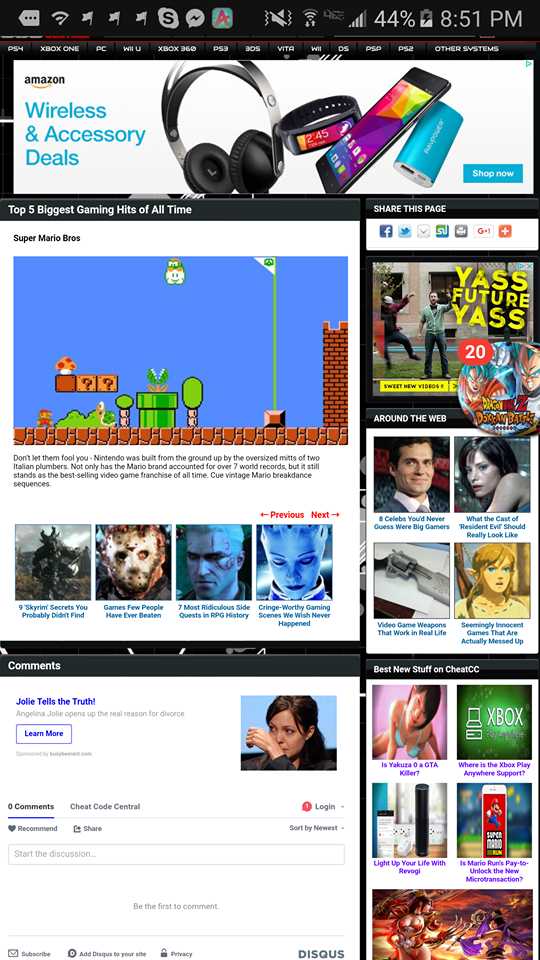 44% 8:51 PM
PS4 XBOX ONE PC WII U XBOX 360 PS3 3DS VITA WII DS PSP PS2 OTHER SYSTEMS
amazon
Wireless
& Accessory
Deals
2:45
RAVPOWER
Shop now
Top 5 Biggest Gaming Hits of All Time
Super Mario Bros
? ?
Don't let them fool you - Nintendo was built from the ground up by the oversized mitts of two
Italian plumbers. Not only has the Mario brand accounted for over 7 world records, but it still
stands as the best-selling video game franchise of all time. Cue vintage Mario breakdance
sequences.
← Previous Next →
9 'Skyrim' Secrets You
Probably Didn't Find
Games Few People
Have Ever Beaten
7 Most Ridiculous Side
Quests in RPG History
Cringe-Worthy Gaming
Scenes We Wish Never
Happened
Comments
Jolie Tells the Truth!
Angelina Jolie opens up the real reason for divorce
Learn More
Sponsored by buoybeerant.com
0 Comments Cheat Code Central 1 Login
Recommend Share Sort by Newest
Start the discussion...
Be the first to comment.
Subscribe Add Disqus to your site Privacy DISQUS
SHARE THIS PAGE
G+1
YASS
FUTURE
YASS
SWEET NEW VIDEOS !!
20
DRAGON BALL Z
DOKKAN BATTLE
AROUND THE WEB
8 Celebs You'd Never
Guess Were Big Gamers
What the Cast of
'Resident Evil' Should
Really Look Like
Video Game Weapons
That Work in Real Life
Seemingly Innocent
Games That Are
Actually Messed Up
Best New Stuff on CheatCC
Is Yakuza 0 a GTA
Killer?
XBOX
Play Anywhere
Where is the Xbox Play
Anywhere Support?
Light Up Your Life With
Revogi
SUPER
MARIO
RUN
Is Mario Run's Pay-to-
Unlock the New
Microtransaction?